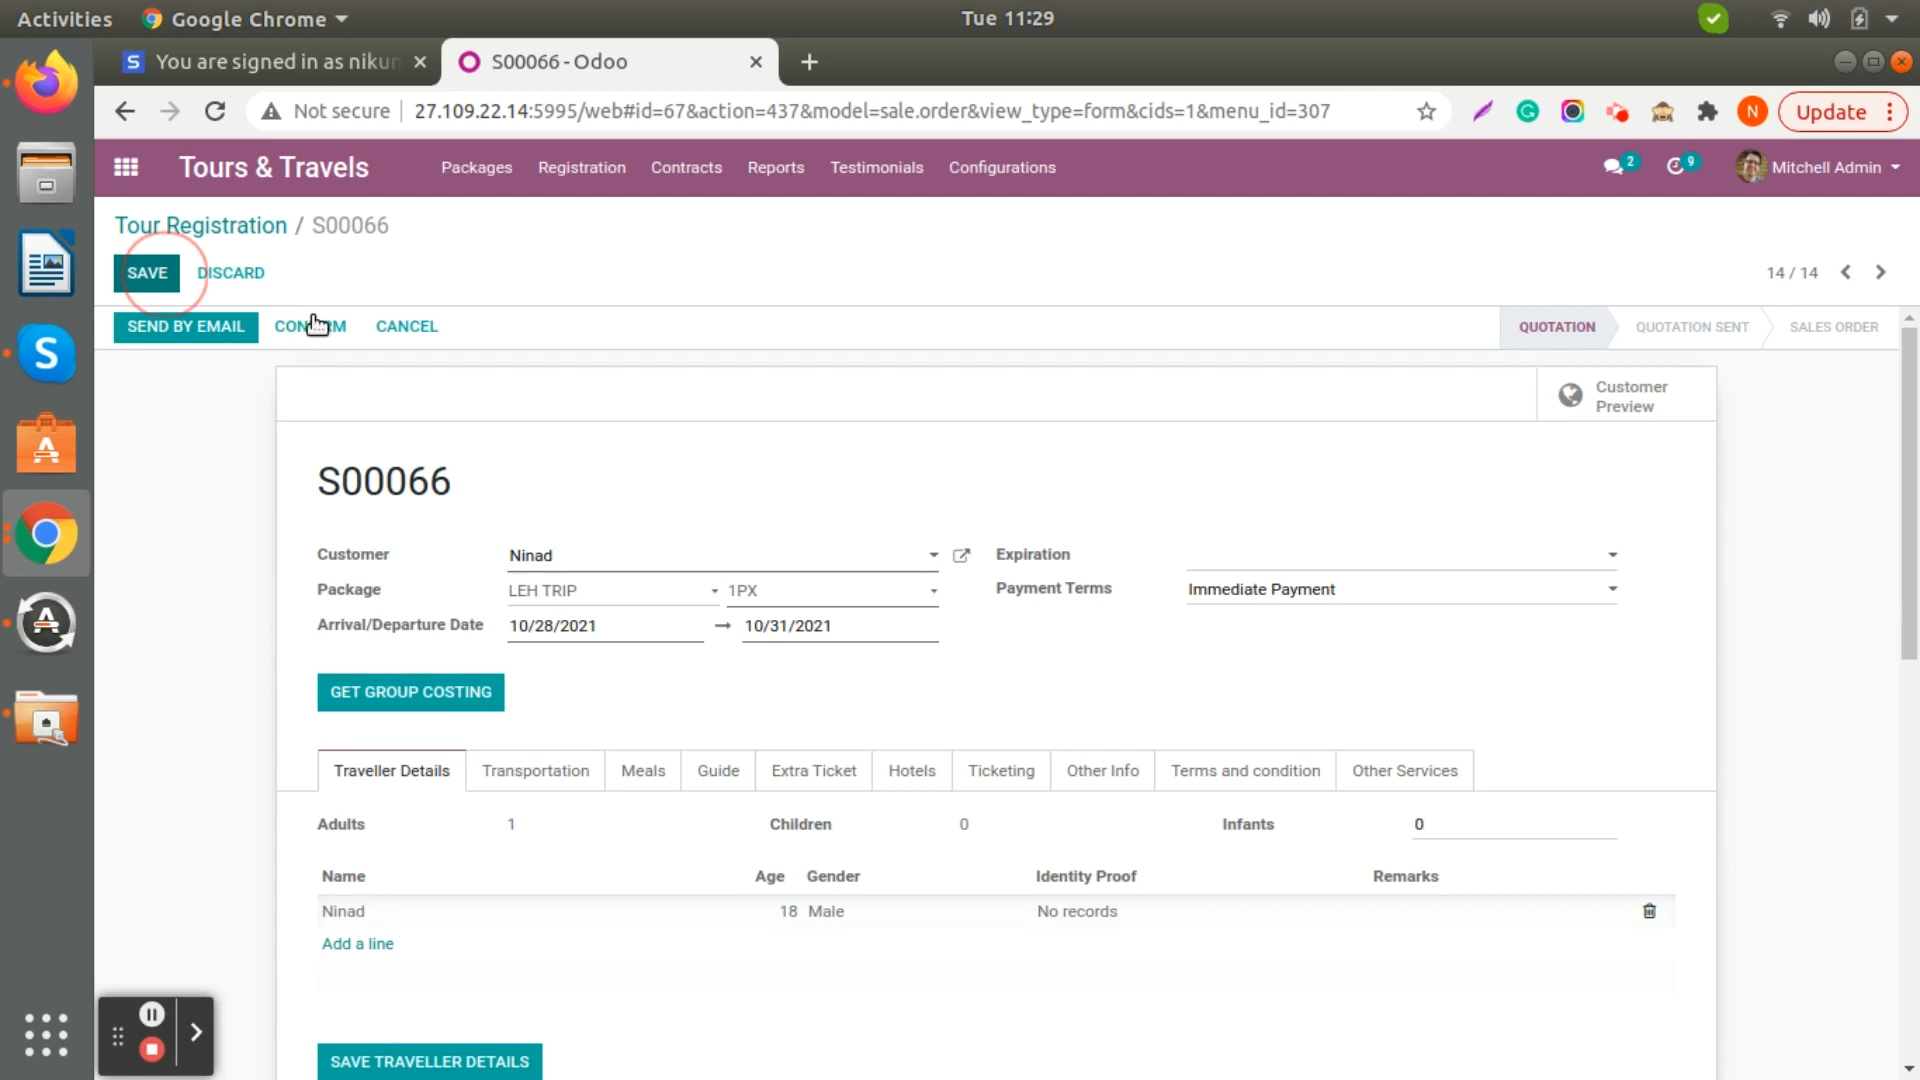 Activities Google Chrome Tue 11:29
You are signed in as nikun S00066 - Odoo
Not secure 27.109.22.14:5995/web#id=67&action=437&model=sale.order&view_type=form&cids=1&menu_id=307 N Update
Tours & Travels Packages Registration Contracts Reports Testimonials Configurations 2 9 Mitchell Admin
Tour Registration / S00066
SAVE DISCARD 14 / 14
SEND BY EMAIL CONFIRM CANCEL QUOTATION QUOTATION SENT SALES ORDER
Customer
Preview
S00066
Customer Ninad Expiration
Package LEH TRIP 1PX Payment Terms Immediate Payment
Arrival/Departure Date 10/28/2021 → 10/31/2021
GET GROUP COSTING
Traveller Details Transportation Meals Guide Extra Ticket Hotels Ticketing Other Info Terms and condition Other Services
Adults 1 Children 0 Infants 0
Name Age Gender Identity Proof Remarks
Ninad 18 Male No records
Add a line
SAVE TRAVELLER DETAILS